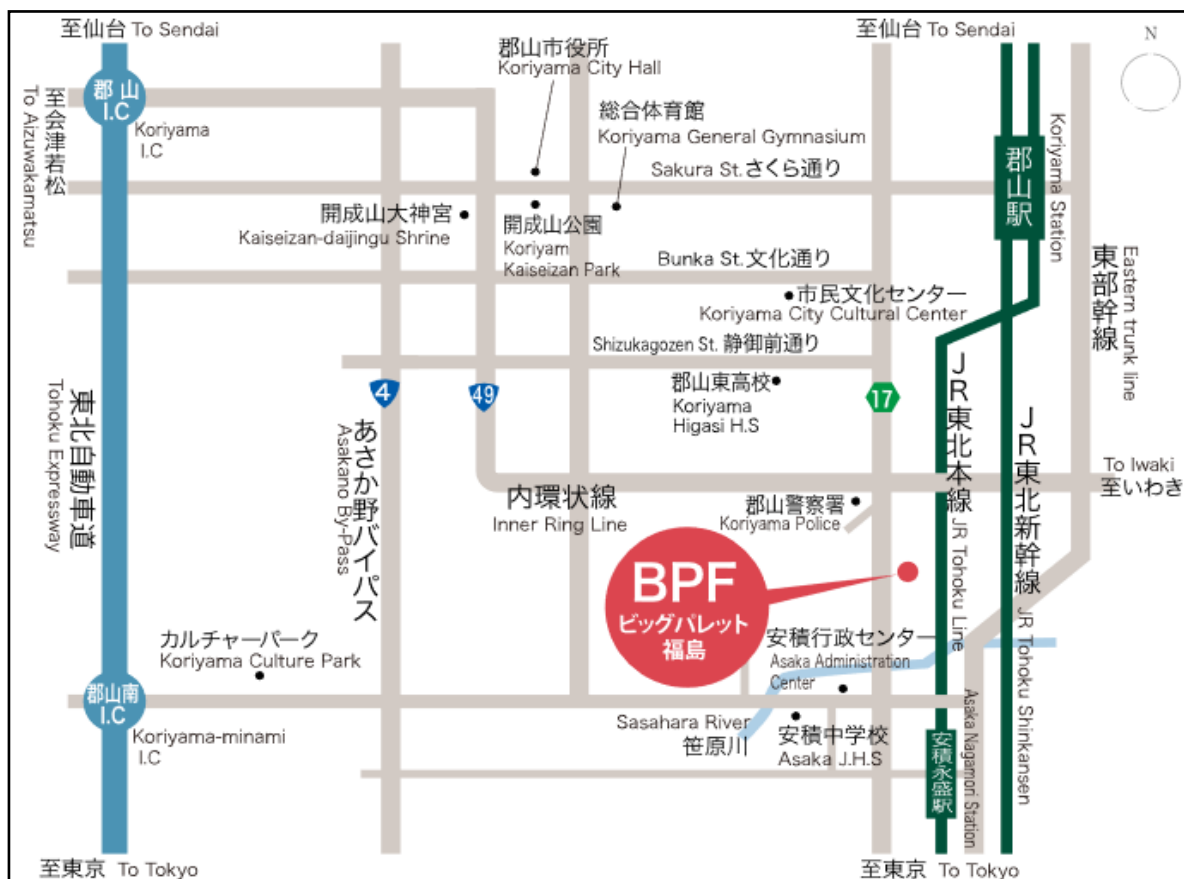 至仙台 To Sendai
至仙台 To Sendai
N
郡山市役所
Koriyama City Hall
郡山
I.C
Koriyama
I.C
至会津若松
To Aizuwakamatsu
総合体育館
Koriyama General Gymnasium
Sakura St. さくら通り
郡山駅
Koriyama Station
開成山大神宮
Kaiseizan-daijingu Shrine
開成山公園
Koriyam
Kaiseizan Park
Bunka St. 文化通り
東部幹線
Eastern trunk line
市民文化センター
Koriyama City Cultural Center
Shizukagozen St. 静御前通り
4
49
17
郡山東高校
Koriyama
Higasi H.S
東北自動車道
Tohoku Expressway
あさか野バイパス
Asakano By-Pass
JR東北本線
JR Tohoku Line
JR東北新幹線
JR Tohoku Shinkansen
To Iwaki
至いわき
内環状線
Inner Ring Line
郡山警察署
Koriyama Police
BPF
ビッグパレット
福島
カルチャーパーク
Koriyama Culture Park
安積行政センター
Asaka Administration
Center
郡山南
I.C
Koriyama-minami
I.C
Sasahara River
笹原川
安積中学校
Asaka J.H.S
安積永盛駅
Asaka Nagamori Station
至東京 To Tokyo
至東京 To Tokyo